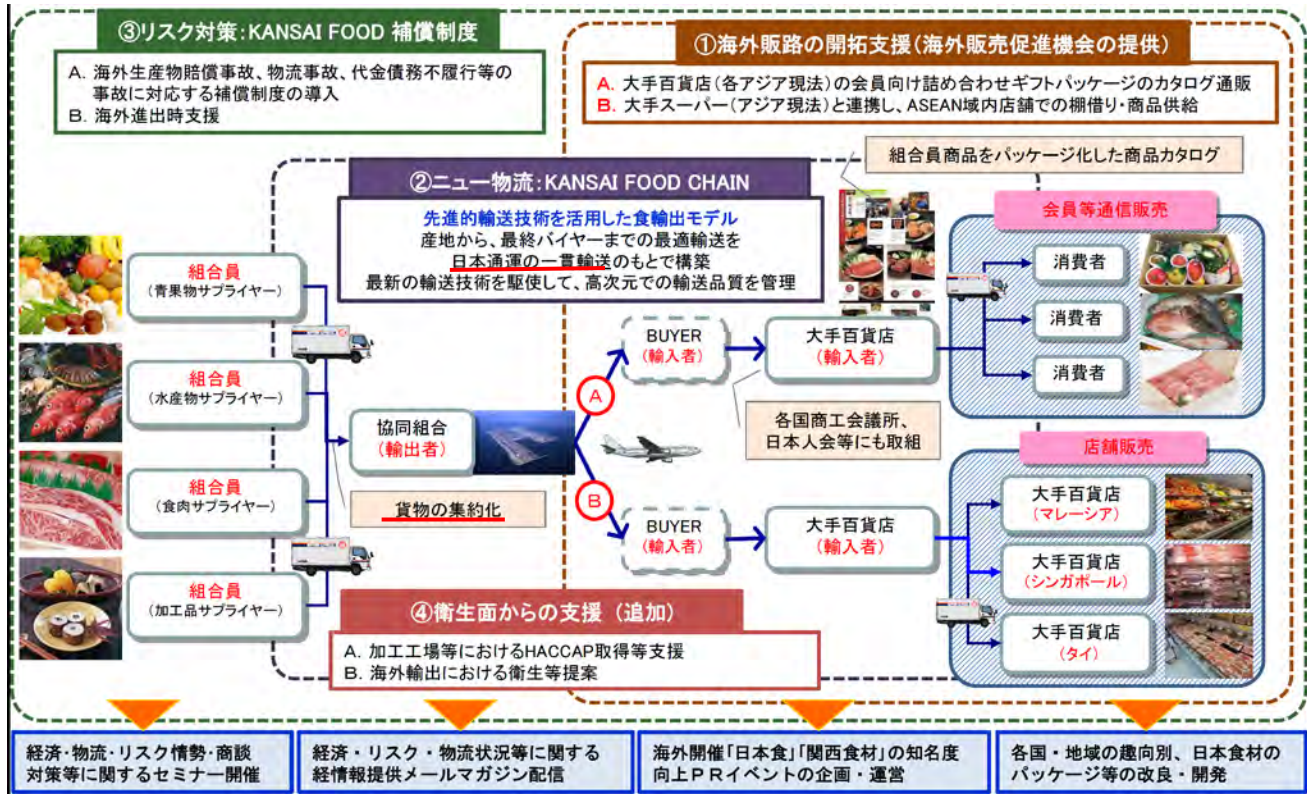 ③リスク対策：KANSAI FOOD 補償制度
A. 海外生産物賠償事故、物流事故、代金債務不履行等の
事故に対応する補償制度の導入
B. 海外進出時支援
①海外販路の開拓支援（海外販売促進機会の提供）
A. 大手百貨店（各アジア現法）の会員向け詰め合わせギフトパッケージのカタログ通販
B. 大手スーパー（アジア現法）と連携し、ASEAN域内店舗での棚借り・商品供給
組合員商品をパッケージ化した商品カタログ
②ニュー物流：KANSAI FOOD CHAIN
先進的輸送技術を活用した食輸出モデル
産地から、最終バイヤーまでの最適輸送を
日本通運の一貫輸送のもとで構築
最新の輸送技術を駆使して、高次元での輸送品質を管理
組合員
（青果物サプライヤー）
組合員
（水産物サプライヤー）
組合員
（食肉サプライヤー）
組合員
（加工品サプライヤー）
協同組合
（輸出者）
貨物の集約化
A
B
BUYER
（輸入者）
大手百貨店
（輸入者）
各国商工会議所、
日本人会等にも取組
BUYER
（輸入者）
大手百貨店
（輸入者）
会員等通信販売
消費者
消費者
消費者
店舗販売
大手百貨店
（マレーシア）
大手百貨店
（シンガポール）
大手百貨店
（タイ）
④衛生面からの支援（追加）
A. 加工工場等におけるHACCAP取得等支援
B. 海外輸出における衛生等提案
経済・物流・リスク情勢・商談
対策等に関するセミナー開催
経済・リスク・物流状況等に関する
経情報提供メールマガジン配信
海外開催「日本食」「関西食材」の知名度
向上ＰＲイベントの企画・運営
各国・地域の趣向別、日本食材の
パッケージ等の改良・開発